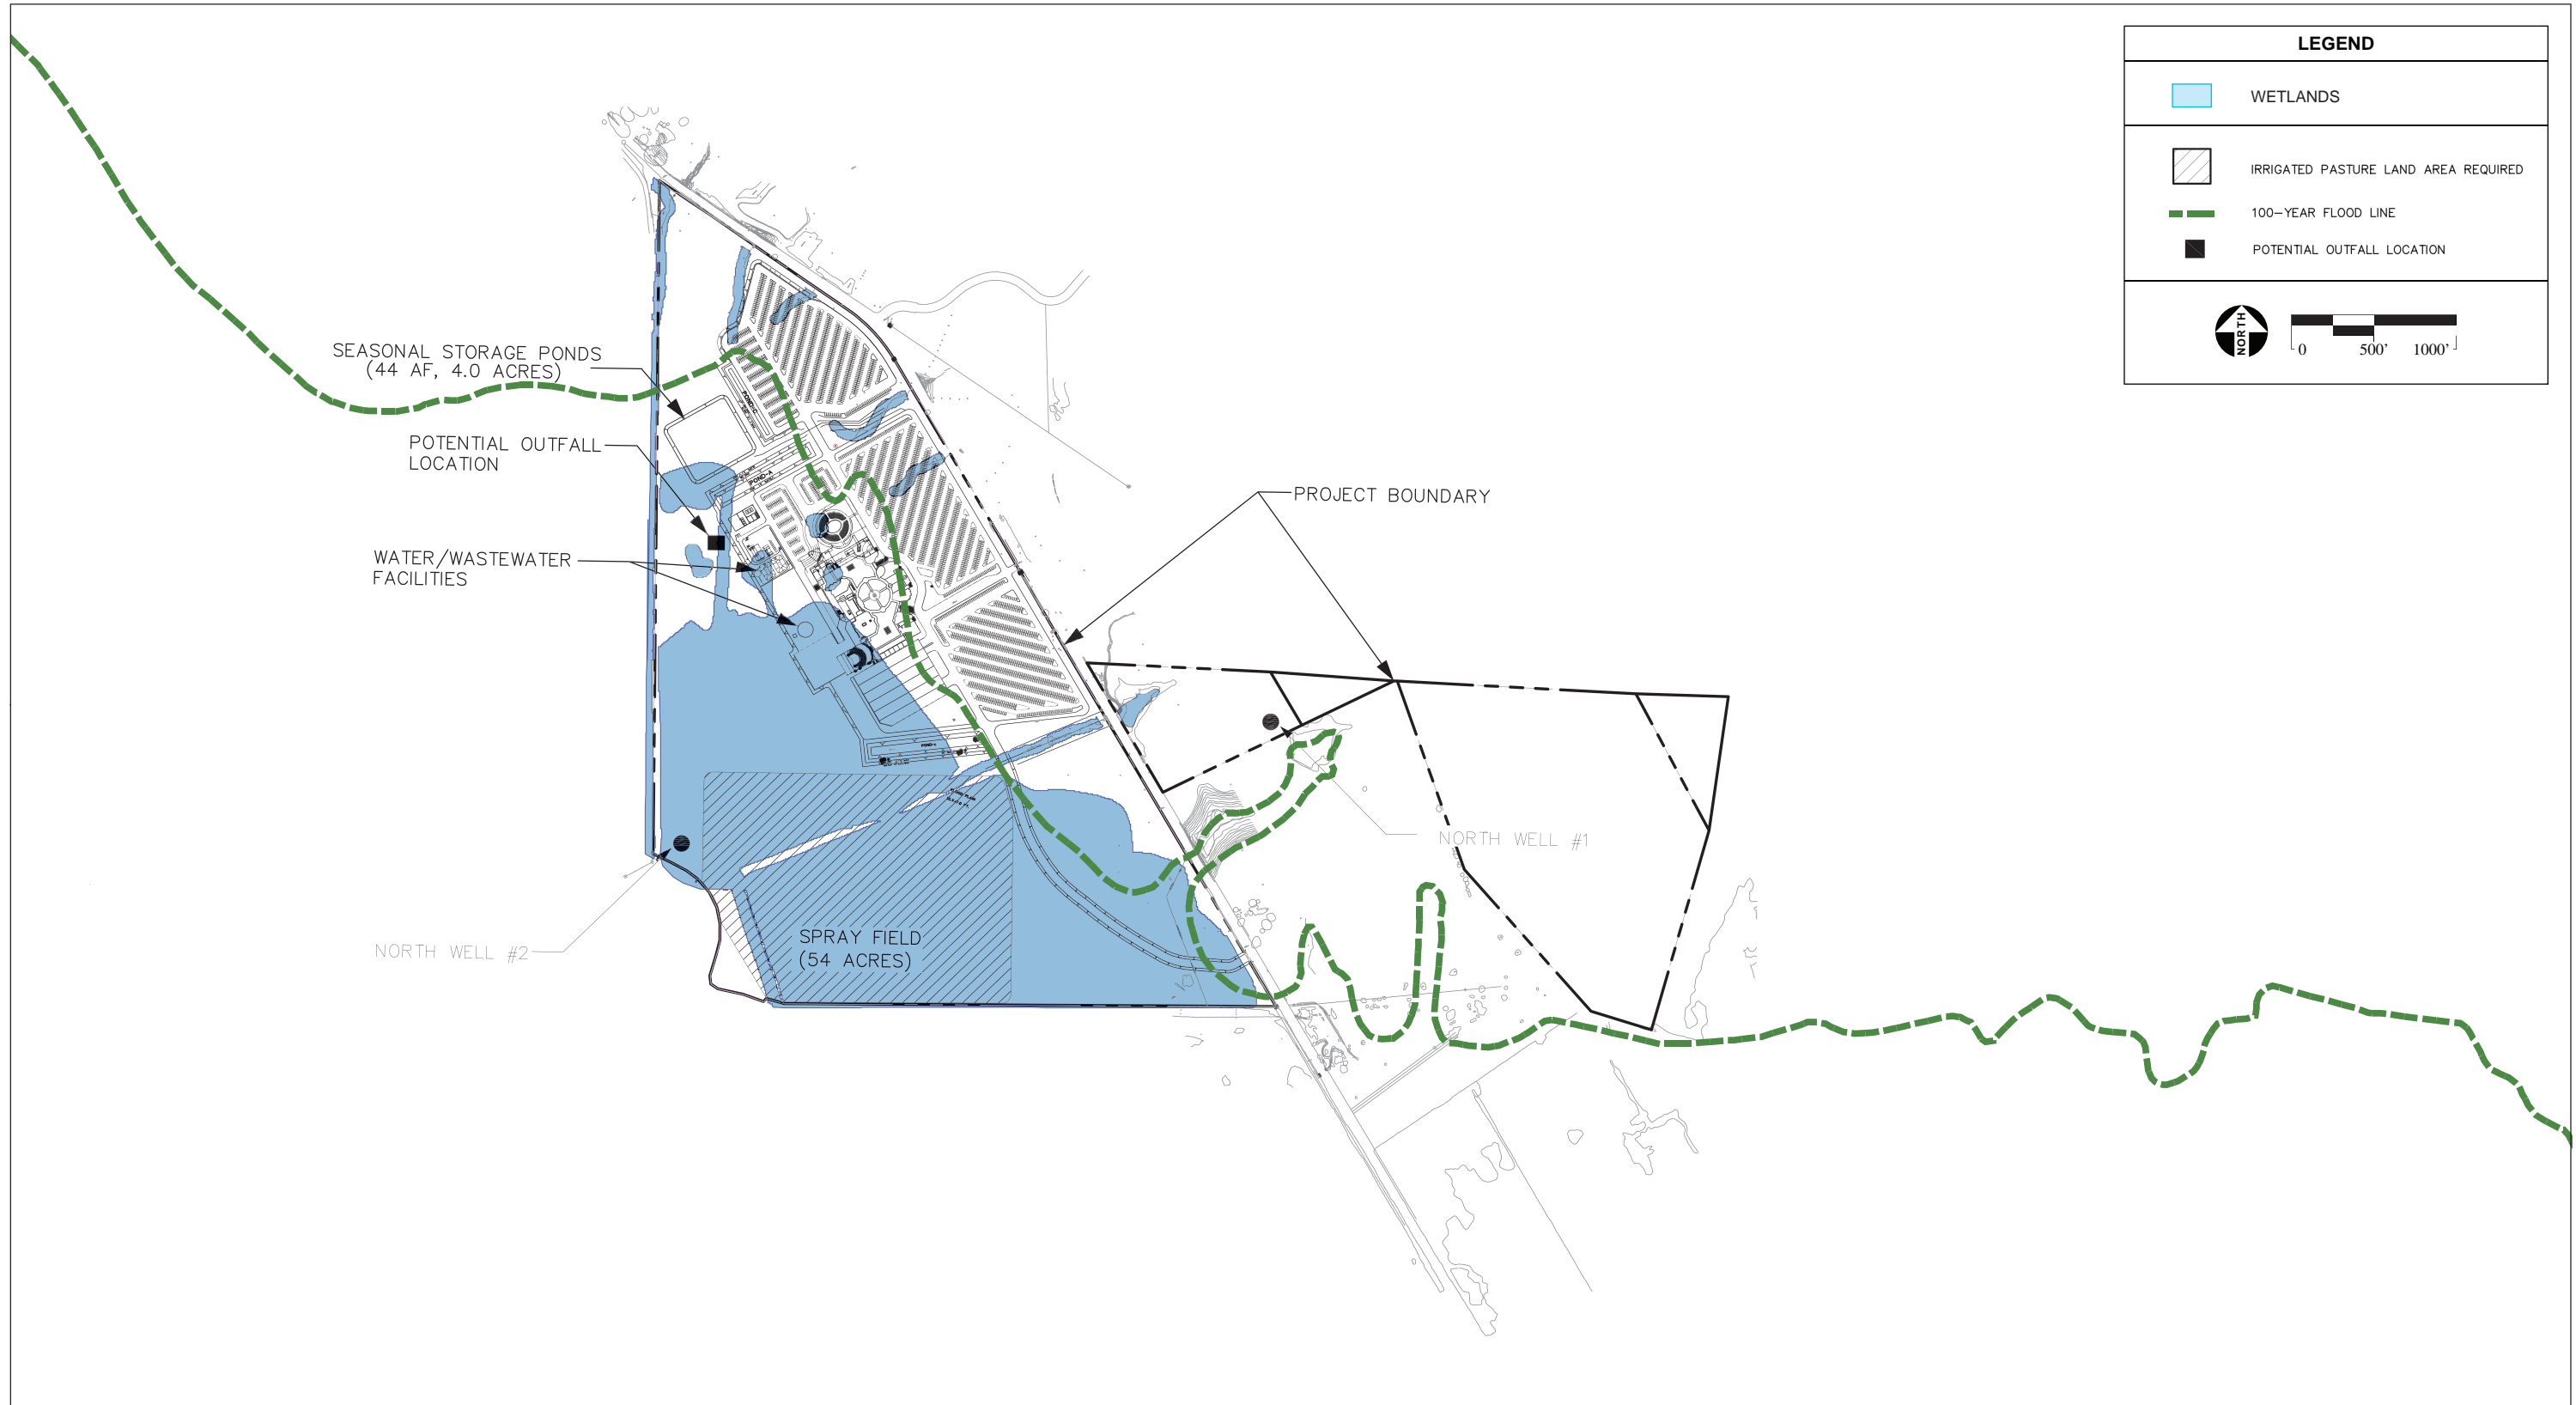 LEGEND
WETLANDS
IRRIGATED PASTURE LAND AREA REQUIRED
100-YEAR FLOOD LINE
POTENTIAL OUTFALL LOCATION
NORTH
0 500' 1000'
SEASONAL STORAGE PONDS
(44 AF, 4.0 ACRES)
POTENTIAL OUTFALL
LOCATION
WATER/WASTEWATER
FACILITIES
POND-C
POND-A
PROJECT BOUNDARY
NORTH WELL #1
NORTH WELL #2
SPRAY FIELD
(54 ACRES)